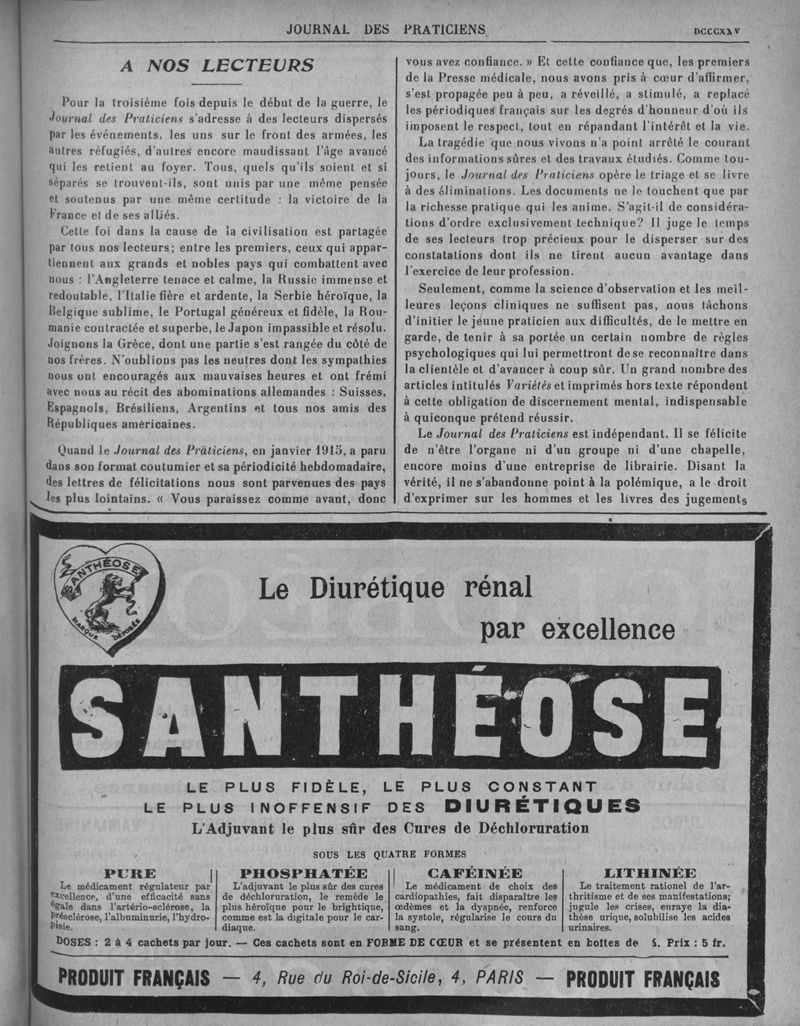 JOURNAL DES PRATICIENS
DCCCXXV
A NOS LECTEURS
Pour la troisième fois depuis le début de la guerre, le
Journal des Praticiens s'adresse à des lecteurs dispersés
par les événements, les uns sur le front des armées, les
autres réfugiés, d'autres encore maudissant l'âge avancé
qui les retient au foyer. Tous, quels qu'ils soient et si
séparés se trouvent-ils, sont unis par une même pensée
et soutenus par une même certitude : la victoire de la
France et de ses alliés.
Cette foi dans la cause de la civilisation est partagée
par tous nos lecteurs; entre les premiers, ceux qui appar-
tiennent aux grands et nobles pays qui combattent avec
nous : l'Angleterre tenace et calme, la Russie immense et
redoutable, l'Italie fière et ardente, la Serbie héroïque, la
Belgique sublime, le Portugal généreux et fidèle, la Rou-
manie contractée et superbe, le Japon impassible et résolu.
Joignons la Grèce, dont une partie s'est rangée du côté de
nos frères. N'oublions pas les neutres dont les sympathies
nous ont encouragés aux mauvaises heures et ont frémi
avec nous au récit des abominations allemandes : Suisses,
Espagnols, Brésiliens, Argentins et tous nos amis des
Républiques américaines.
Quand le Journal des Praticiens, en janvier 1915, a paru
dans son format coutumier et sa périodicité hebdomadaire,
des lettres de félicitations nous sont parvenues des pays
les plus lointains. « Vous paraissez comme avant, donc
vous avez confiance. » Et cette confiance que, les premiers
de la Presse médicale, nous avons pris à cœur d'affirmer,
s'est propagée peu à peu, a réveillé, a stimulé, a replacé
les périodiques français sur les degrés d'honneur d'où ils
imposent le respect, tout en répandant l'intérêt et la vie.
La tragédie que nous vivons n'a point arrêté le courant
des informations sûres et des travaux étudiés. Comme tou-
jours, le Journal des Praticiens opère le triage et se livre
à des éliminations. Les documents ne le touchent que par
la richesse pratique qui les anime. S'agit-il de considéra-
tions d'ordre exclusivement technique? Il juge le temps
de ses lecteurs trop précieux pour le disperser sur des
constatations dont ils ne tirent aucun avantage dans
l'exercice de leur profession.
Seulement, comme la science d'observation et les meil-
leures leçons cliniques ne suffisent pas, nous tâchons
d'initier le jeune praticien aux difficultés, de le mettre en
garde, de tenir à sa portée un certain nombre de règles
psychologiques qui lui permettront de se reconnaître dans
la clientèle et d'avancer à coup sûr. Un grand nombre des
articles intitulés Variétés et imprimés hors texte répondent
à cette obligation de discernement mental, indispensable
à quiconque prétend réussir.
Le Journal des Praticiens est indépendant. Il se félicite
de n'être l'organe ni d'un groupe ni d'une chapelle,
encore moins d'une entreprise de librairie. Disant la
vérité, il ne s'abandonne point à la polémique, a le droit
d'exprimer sur les hommes et les livres des jugements
SANTHÉOSE
MARQUE DÉPOSÉE
Le Diurétique rénal
par excellence
SANTHÉOSE
LE PLUS FIDÈLE, LE PLUS CONSTANT
LE PLUS INOFFENSIF DES DIURÉTIQUES
L'Adjuvant le plus sûr des Cures de Déchloruration
SOUS LES QUATRE FORMES
PURE
Le médicament régulateur par
excellence, d'une efficacité sans
égale dans l'artério-sclérose, la
présclérose, l'albuminurie, l'hydro-
pisie.
PHOSPHATÉE
L'adjuvant le plus sûr des cures
de déchloruration, le remède le
plus héroïque pour le brightique,
comme est la digitale pour le car-
diaque.
CAFÉINÉE
Le médicament de choix des
cardiopathies, fait disparaître les
œdèmes et la dyspnée, renforce
la systole, régularise le cours du
sang.
LITHINÉE
Le traitement rationel de l'ar-
thritisme et de ses manifestations;
jugule les crises, enraye la dia-
thèse urique, solubilise les acides
urinaires.
DOSES : 2 à 4 cachets par jour. — Ces cachets sont en FORME DE CŒUR et se présentent en boîtes de Prix : 5 fr.
PRODUIT FRANÇAIS — 4, Rue du Roi-de-Sicile, 4, PARIS — PRODUIT FRANÇAIS